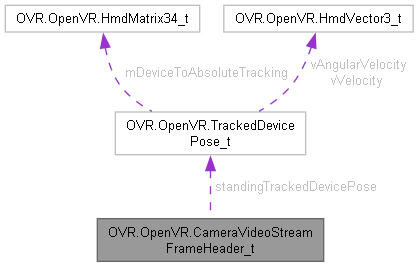 OVR.OpenVR.HmdMatrix34_t
OVR.OpenVR.HmdVector3_t
mDeviceToAbsoluteTracking
vAngularVelocity
vVelocity
OVR.OpenVR.TrackedDevice
Pose_t
standingTrackedDevicePose
OVR.OpenVR.CameraVideoStream
FrameHeader_t